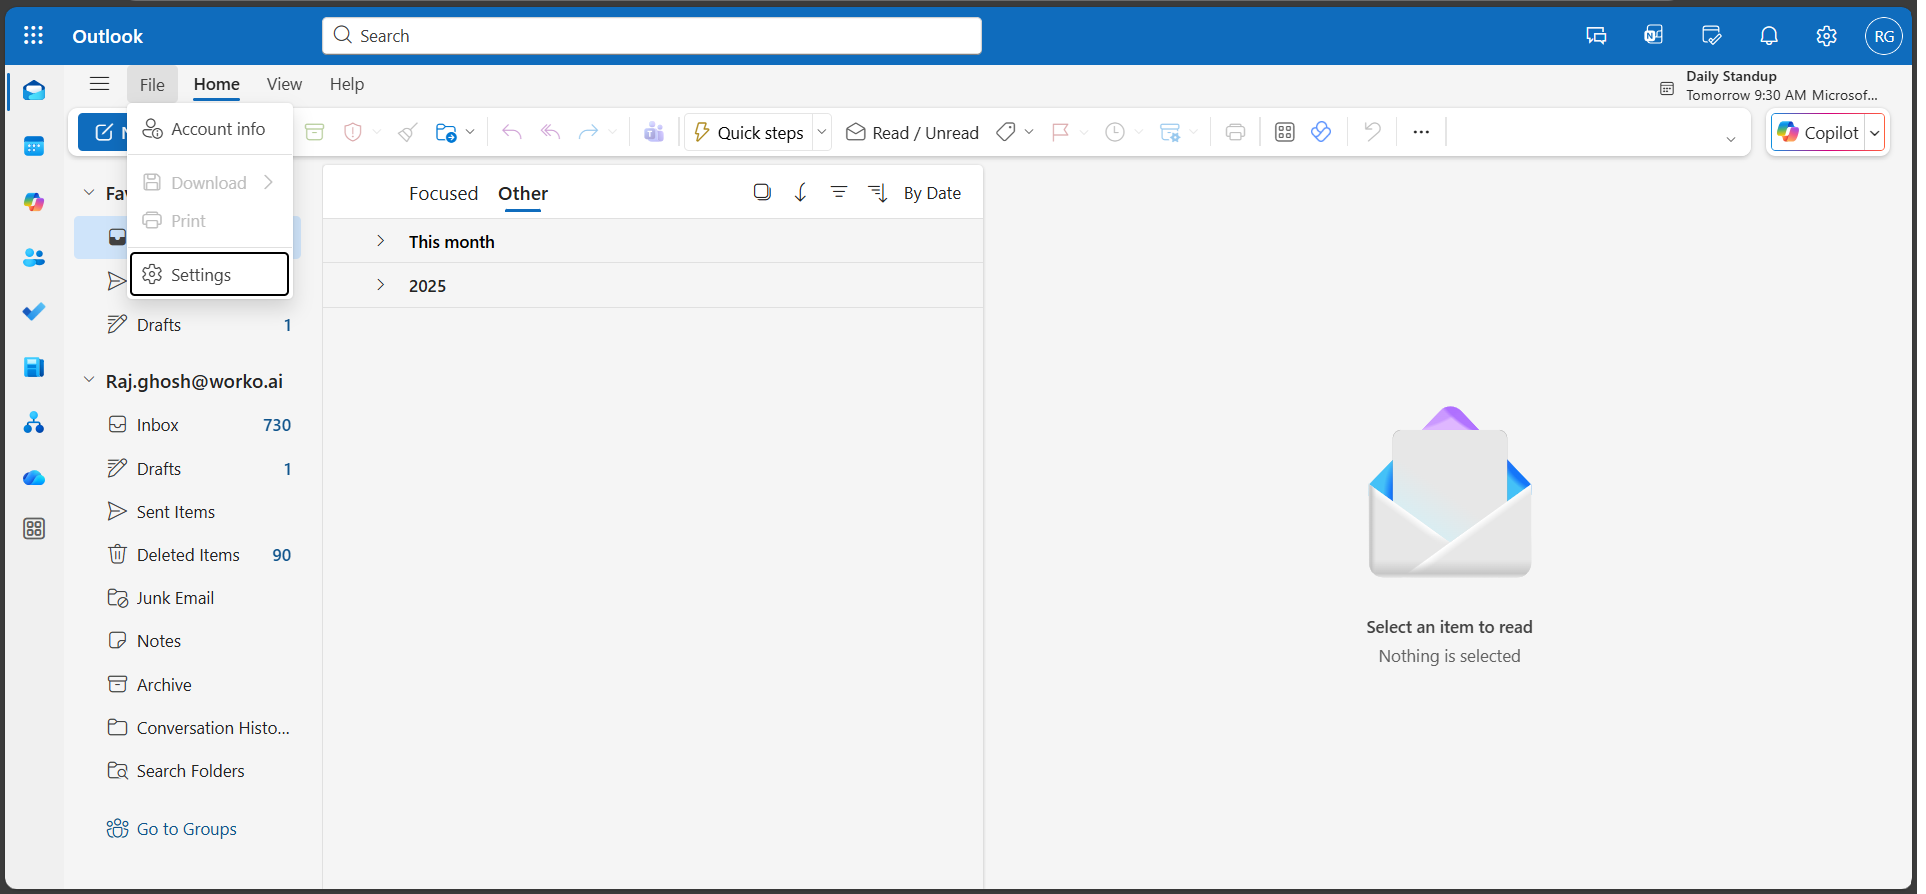 Outlook
Search
RG
File
Home
View
Help
Daily Standup
Tomorrow 9:30 AM Microsof...
Account info
Quick steps
Read / Unread
Copilot
Download
Print
Settings
Focused
Other
By Date
This month
2025
Drafts 1
Raj.ghosh@worko.ai
Inbox 730
Drafts 1
Sent Items
Deleted Items 90
Junk Email
Notes
Archive
Conversation Histo...
Search Folders
Go to Groups
Select an item to read
Nothing is selected